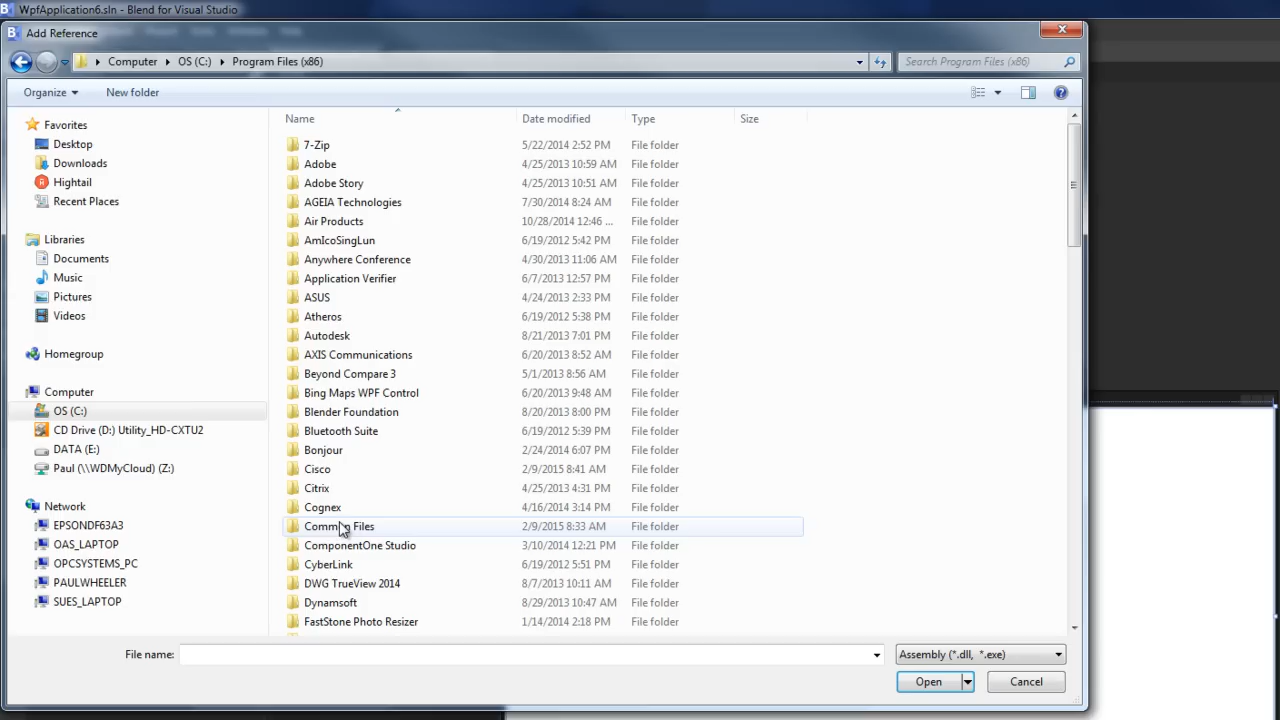 WpfApplication6.sln - Blend for Visual Studio
Add Reference
Computer OS (C:) Program Files (x86)
Search Program Files (x86)
Organize New folder
Name Date modified Type Size
Favorites
Desktop
Downloads
Hightail
Recent Places
Libraries
Documents
Music
Pictures
Videos
Homegroup
Computer
OS (C:)
CD Drive (D:) Utility_HD-CXTU2
DATA (E:)
Paul (\\WDMyCloud) (Z:)
Network
EPSONDF63A3
OAS_LAPTOP
OPCSYSTEMS_PC
PAULWHEELER
SUES_LAPTOP
7-Zip 5/22/2014 2:52 PM File folder
Adobe 4/25/2013 10:59 AM File folder
Adobe Story 4/25/2013 10:51 AM File folder
AGEIA Technologies 7/30/2014 8:24 AM File folder
Air Products 10/28/2014 12:46 ... File folder
AmIcoSingLun 6/19/2012 5:42 PM File folder
Anywhere Conference 4/30/2013 11:06 AM File folder
Application Verifier 6/7/2013 12:57 PM File folder
ASUS 4/24/2013 2:33 PM File folder
Atheros 6/19/2012 5:38 PM File folder
Autodesk 8/21/2013 7:01 PM File folder
AXIS Communications 6/20/2013 8:52 AM File folder
Beyond Compare 3 5/1/2013 8:56 AM File folder
Bing Maps WPF Control 6/20/2013 9:48 AM File folder
Blender Foundation 8/20/2013 8:00 PM File folder
Bluetooth Suite 6/19/2012 5:39 PM File folder
Bonjour 2/24/2014 6:07 PM File folder
Cisco 2/9/2015 8:41 AM File folder
Citrix 4/25/2013 4:31 PM File folder
Cognex 4/16/2014 3:14 PM File folder
Common Files 2/9/2015 8:33 AM File folder
ComponentOne Studio 3/10/2014 12:21 PM File folder
CyberLink 6/19/2012 5:51 PM File folder
DWG TrueView 2014 8/7/2013 10:11 AM File folder
Dynamsoft 8/29/2013 10:47 AM File folder
FastStone Photo Resizer 1/14/2014 2:18 PM File folder
File name: Assembly (*.dll, *.exe)
Open Cancel